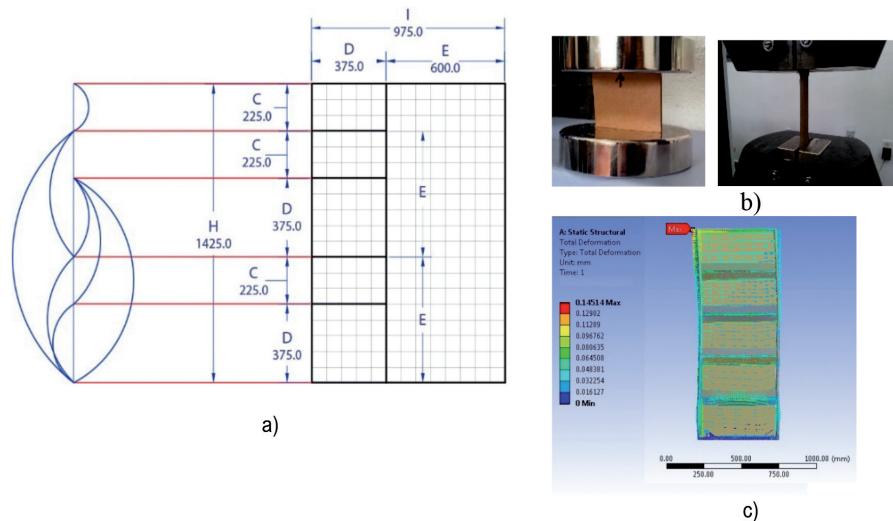 I
975.0
D
375.0
E
600.0
C
225.0
C
225.0
E
H
1425.0
D
375.0
C
225.0
E
D
375.0
a)
b)
A: Static Structural
Total Deformation
Type: Total Deformation
Unit: mm
Time: 1
Max
0.14514 Max
0.12902
0.11289
0.096762
0.080635
0.064508
0.048381
0.032254
0.016127
0 Min
0.00 500.00 1000.00 (mm)
250.00 750.00
c)